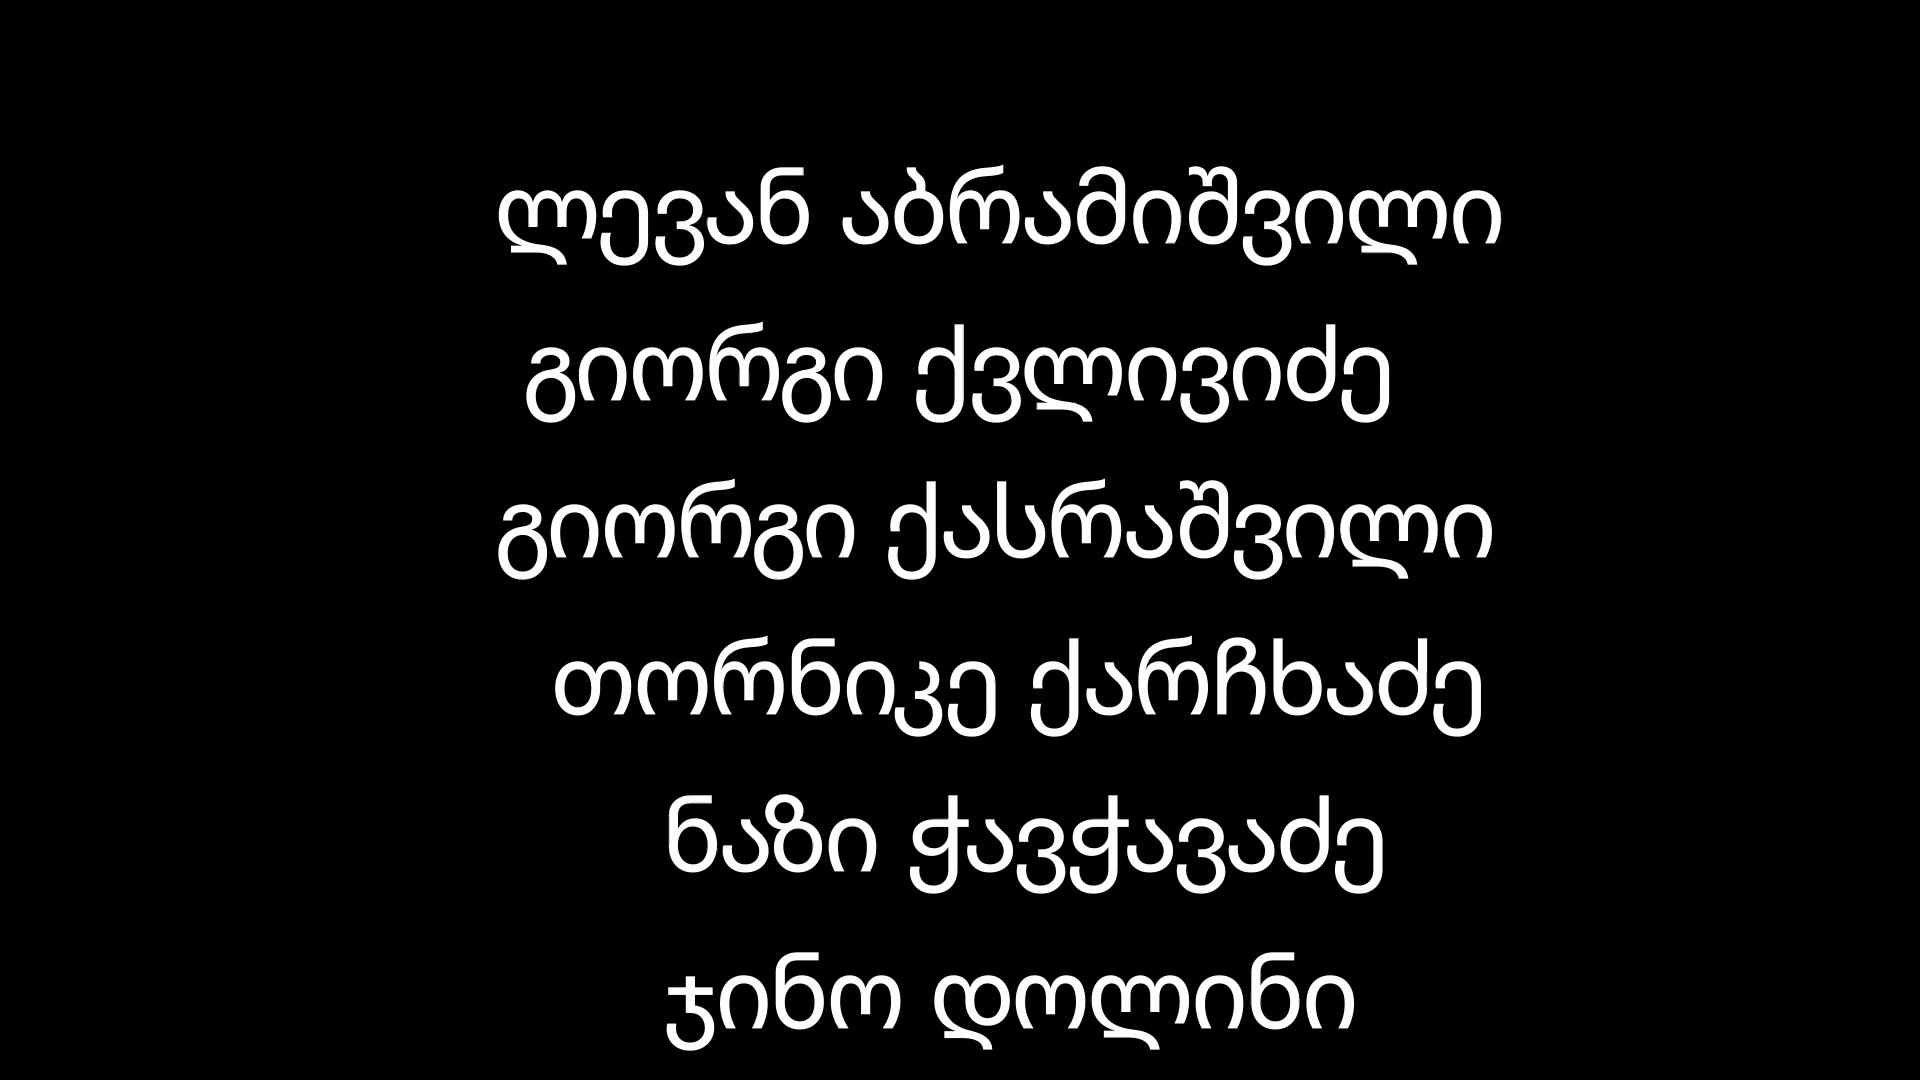 ლევან აბრამიშვილი
გიორგი ქვლივიძე
გიორგი ქასრაშვილი
თორნიკე ქარჩხაძე
ნაზი ჭავჭავაძე
ჯინო დოლინი